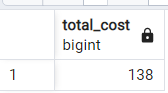 total_cost
bigint
1 138